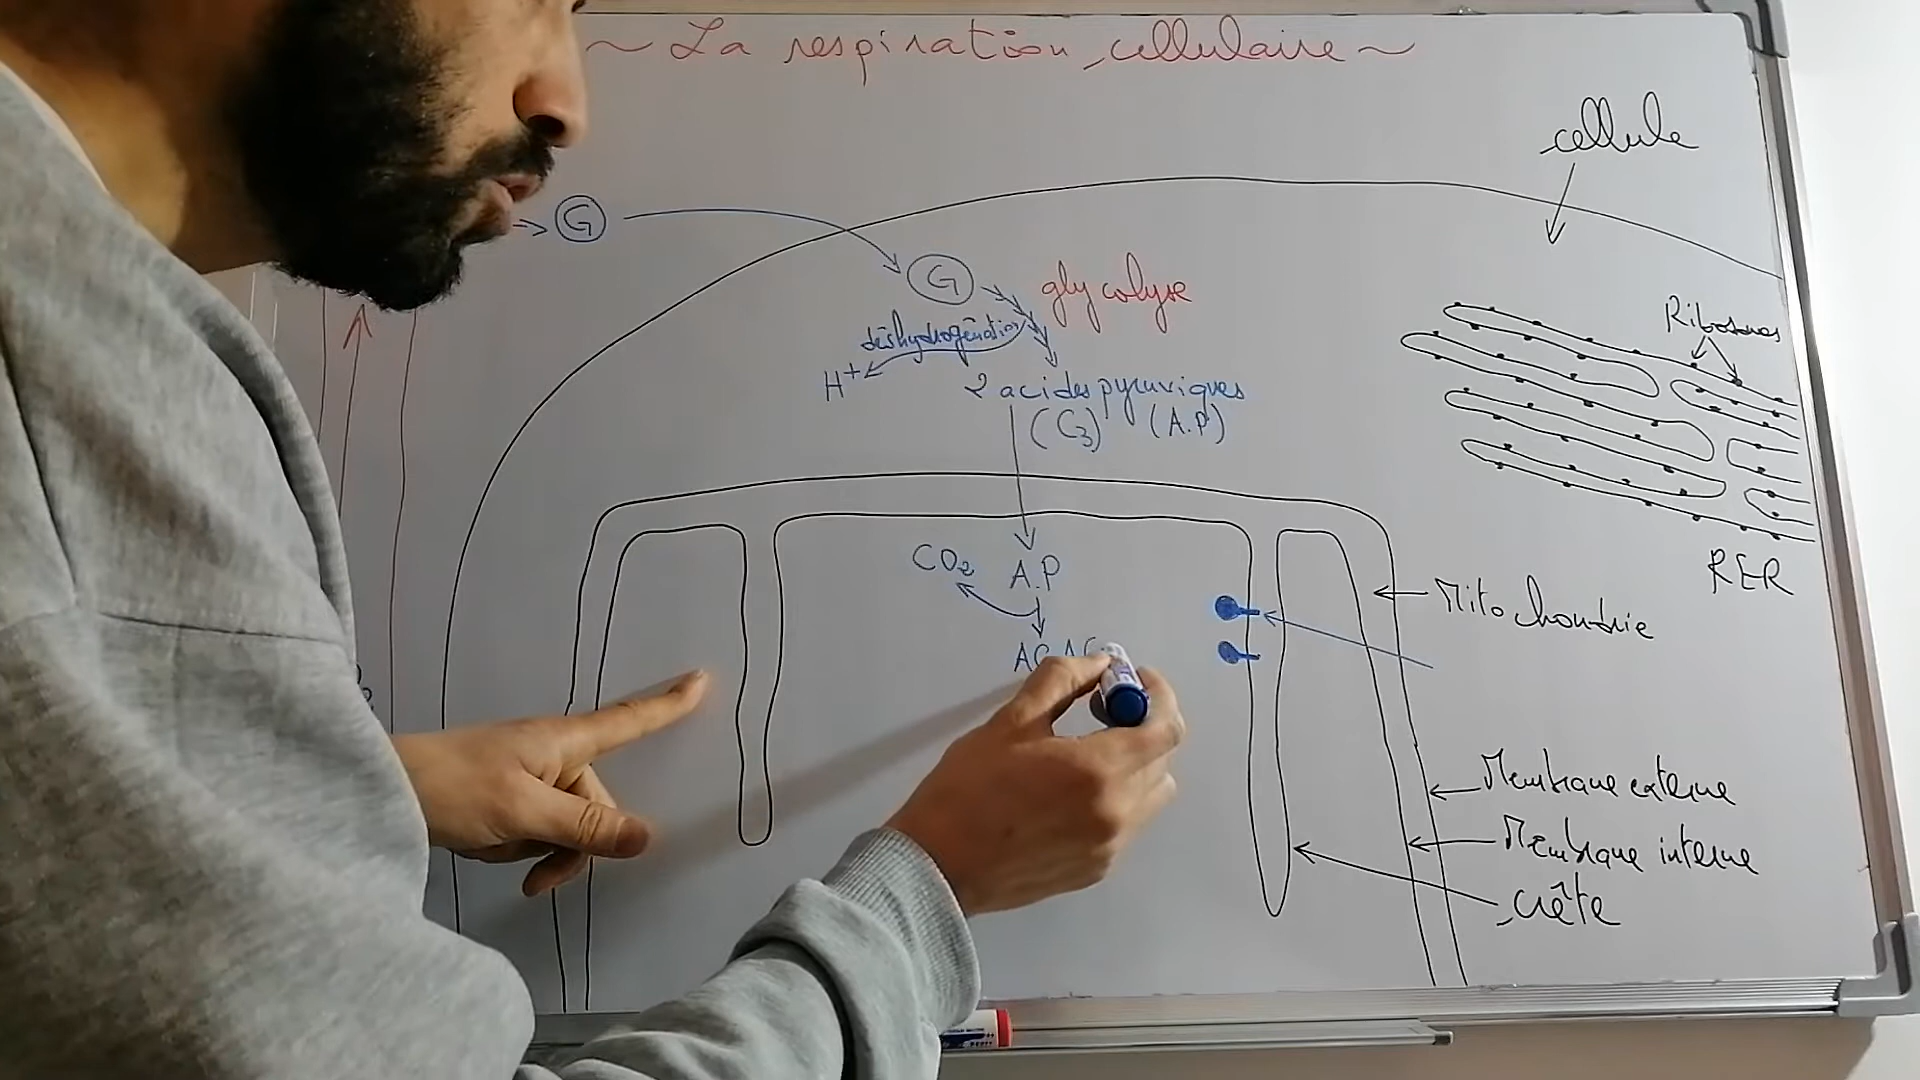 ~ La respiration cellulaire ~
cellule
G
G
glycolyse
déshydrogénation
H+
2 acides pyruviques
(C3) (A.P)
Ribosomes
RER
CO2
A.P
Mitochondrie
Membrane externe
Membrane interne
crête